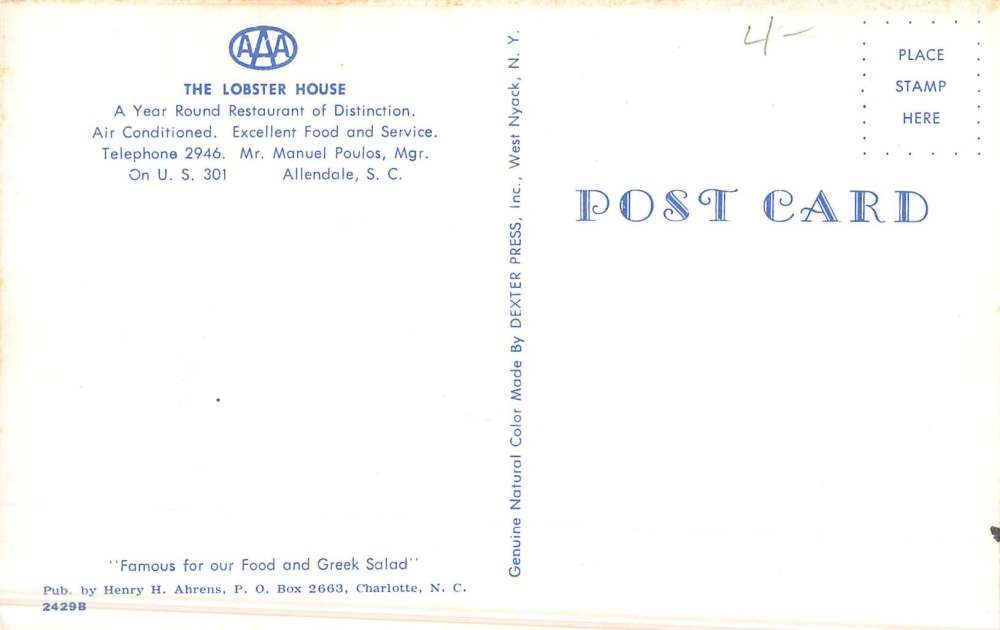 AAA
THE LOBSTER HOUSE
A Year Round Restaurant of Distinction.
Air Conditioned. Excellent Food and Service.
Telephone 2946. Mr. Manuel Poulos, Mgr.
On U. S. 301 Allendale, S. C.
"Famous for our Food and Greek Salad"
Pub. by Henry H. Ahrens, P. O. Box 2663, Charlotte, N. C.
2429B
Genuine Natural Color Made By DEXTER PRESS, Inc., West Nyack, N. Y.
4-
PLACE
STAMP
HERE
POST CARD